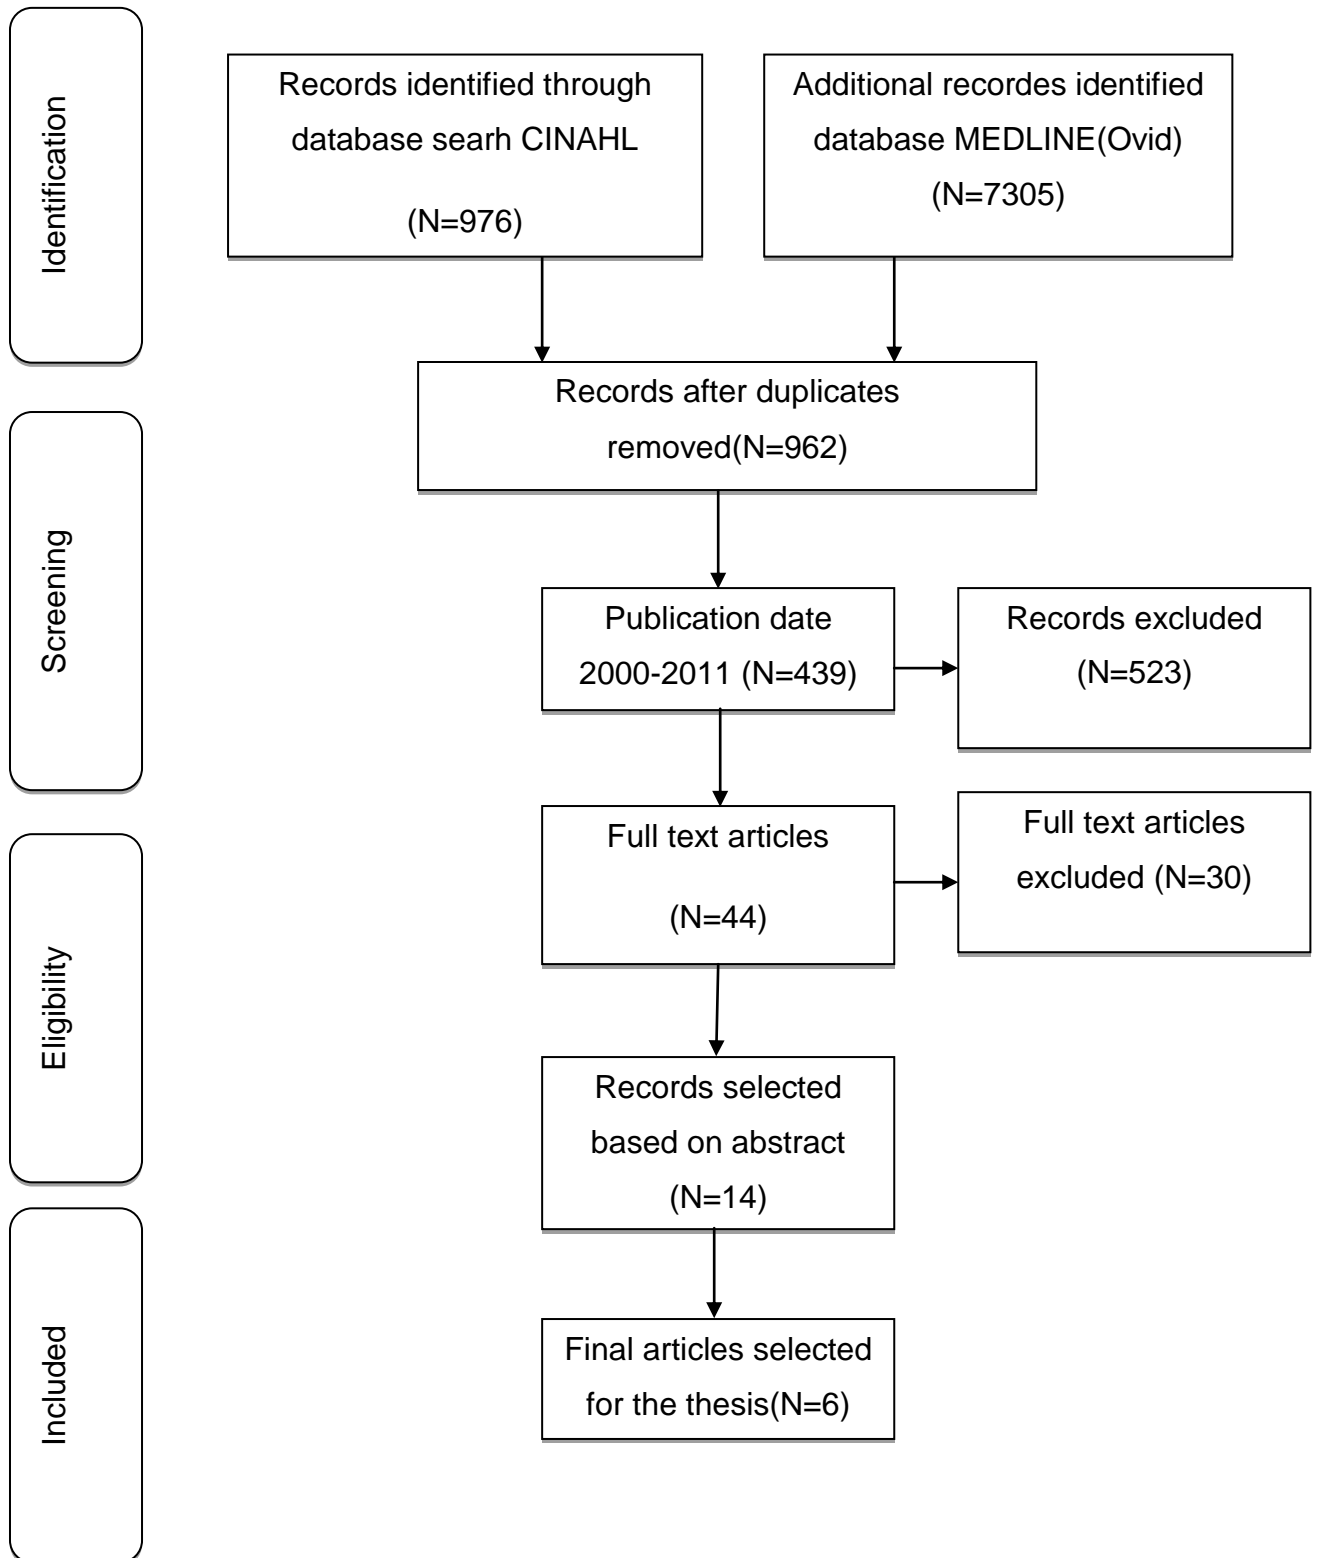 Identification
Records identified through
database searh CINAHL
(N=976)
Additional recordes identified
database MEDLINE(Ovid)
(N=7305)
Records after duplicates
removed(N=962)
Screening
Publication date
2000-2011 (N=439)
Records excluded
(N=523)
Full text articles
(N=44)
Full text articles
excluded (N=30)
Eligibility
Records selected
based on abstract
(N=14)
Included
Final articles selected
for the thesis(N=6)